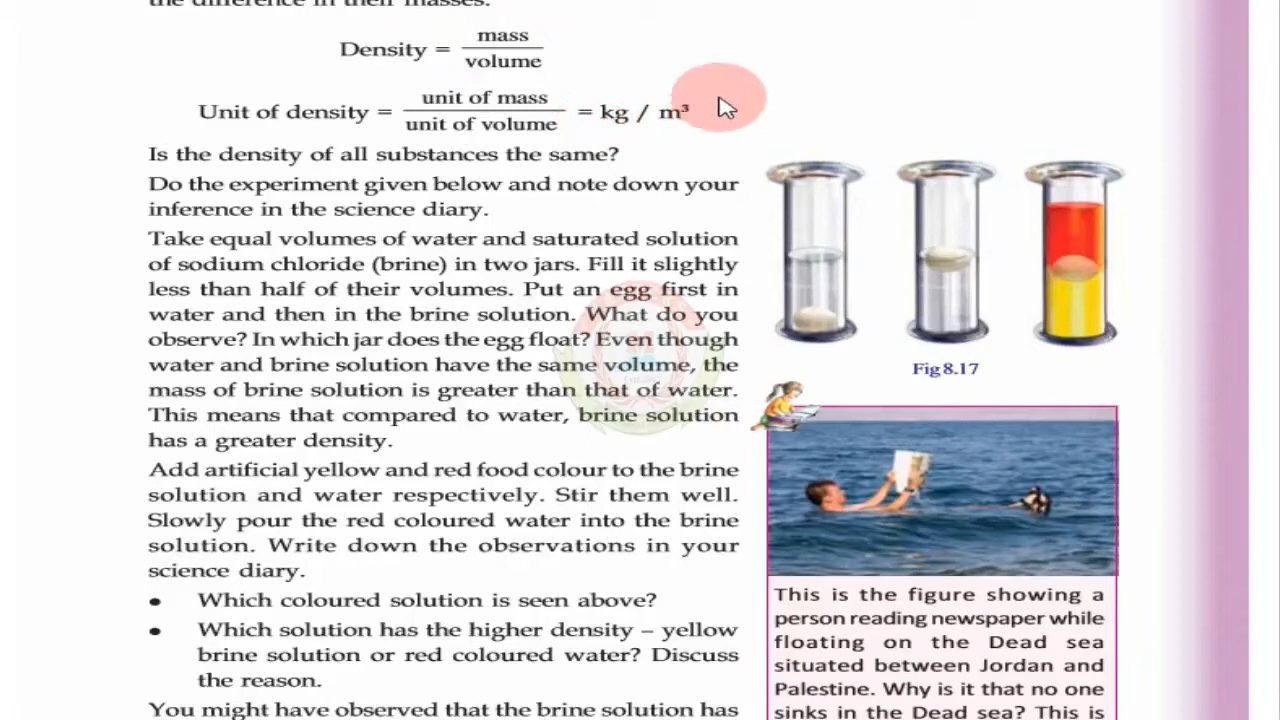 the difference in their masses.
Density = mass / volume
Unit of density = unit of mass / unit of volume = kg / m³
Is the density of all substances the same?
Do the experiment given below and note down your
inference in the science diary.
Take equal volumes of water and saturated solution
of sodium chloride (brine) in two jars. Fill it slightly
less than half of their volumes. Put an egg first in
water and then in the brine solution. What do you
observe? In which jar does the egg float? Even though
water and brine solution have the same volume, the
mass of brine solution is greater than that of water.
This means that compared to water, brine solution
has a greater density.
Add artificial yellow and red food colour to the brine
solution and water respectively. Stir them well.
Slowly pour the red coloured water into the brine
solution. Write down the observations in your
science diary.
• Which coloured solution is seen above?
• Which solution has the higher density – yellow
brine solution or red coloured water? Discuss
the reason.
You might have observed that the brine solution has
Fig 8.17
This is the figure showing a
person reading newspaper while
floating on the Dead sea
situated between Jordan and
Palestine. Why is it that no one
sinks in the Dead sea? This is